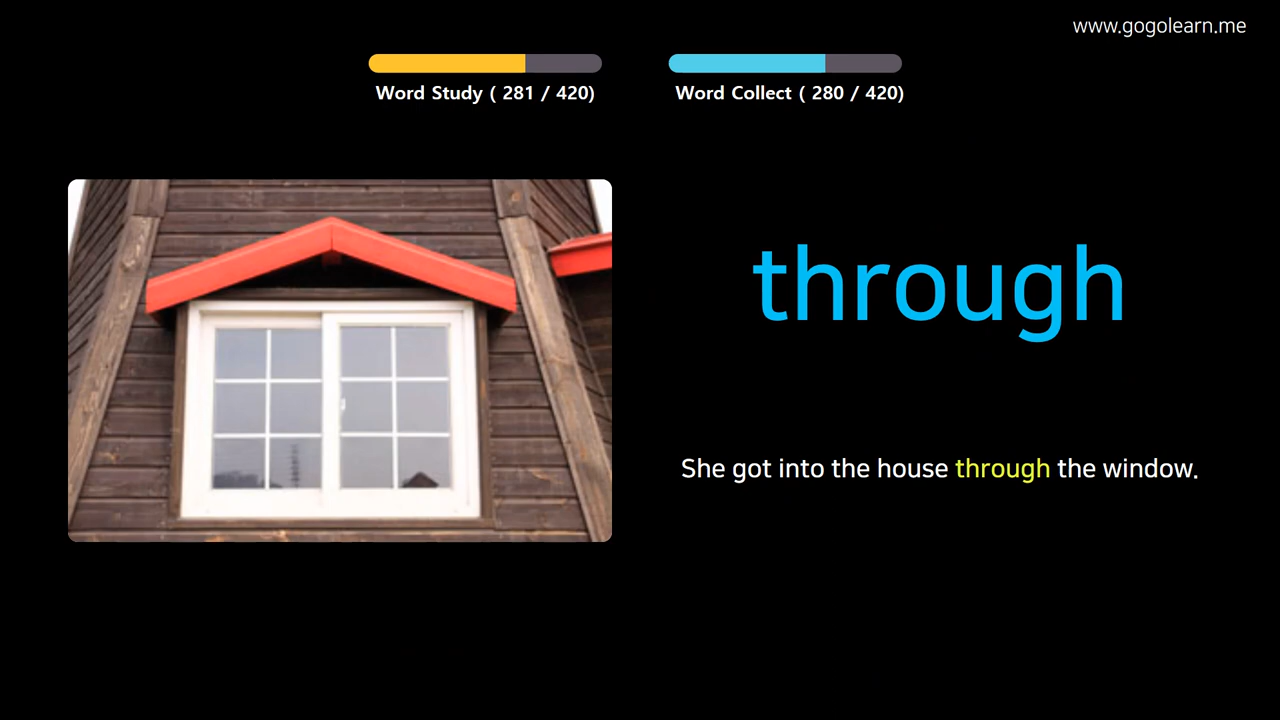 www.gogolearn.me
Word Study ( 281 / 420)
Word Collect ( 280 / 420)
through
She got into the house through the window.